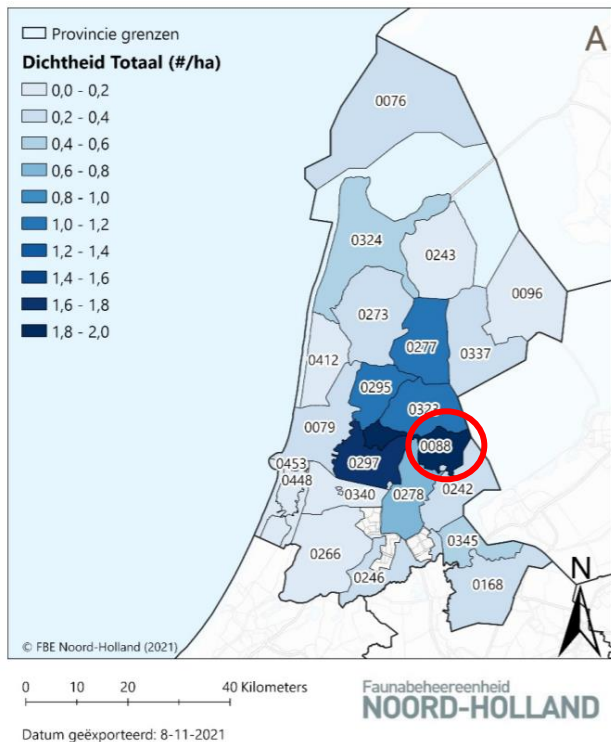 Provincie grenzen
A
Dichtheid Totaal (#/ha)
0,0 - 0,2
0,2 - 0,4
0,4 - 0,6
0,6 - 0,8
0,8 - 1,0
1,0 - 1,2
1,2 - 1,4
1,4 - 1,6
1,6 - 1,8
1,8 - 2,0
0076
0324
0243
0096
0273
0277
0337
0412
0295
0323
0079
0088
0453
0297
0448
0340
0278
0242
0345
0266
0246
0168
N
© FBE Noord-Holland (2021)
0 10 20 40 Kilometers
Faunabeheereenheid
NOORD-HOLLAND
Datum geëxporteerd: 8-11-2021